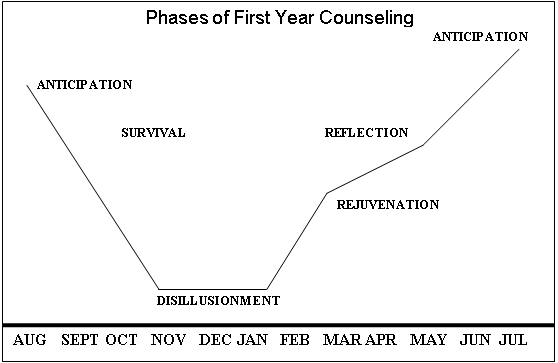 Phases of First Year Counseling
ANTICIPATION
ANTICIPATION
SURVIVAL
REFLECTION
REJUVENATION
DISILLUSIONMENT
AUG SEPT OCT NOV DEC JAN FEB MAR APR MAY JUN JUL